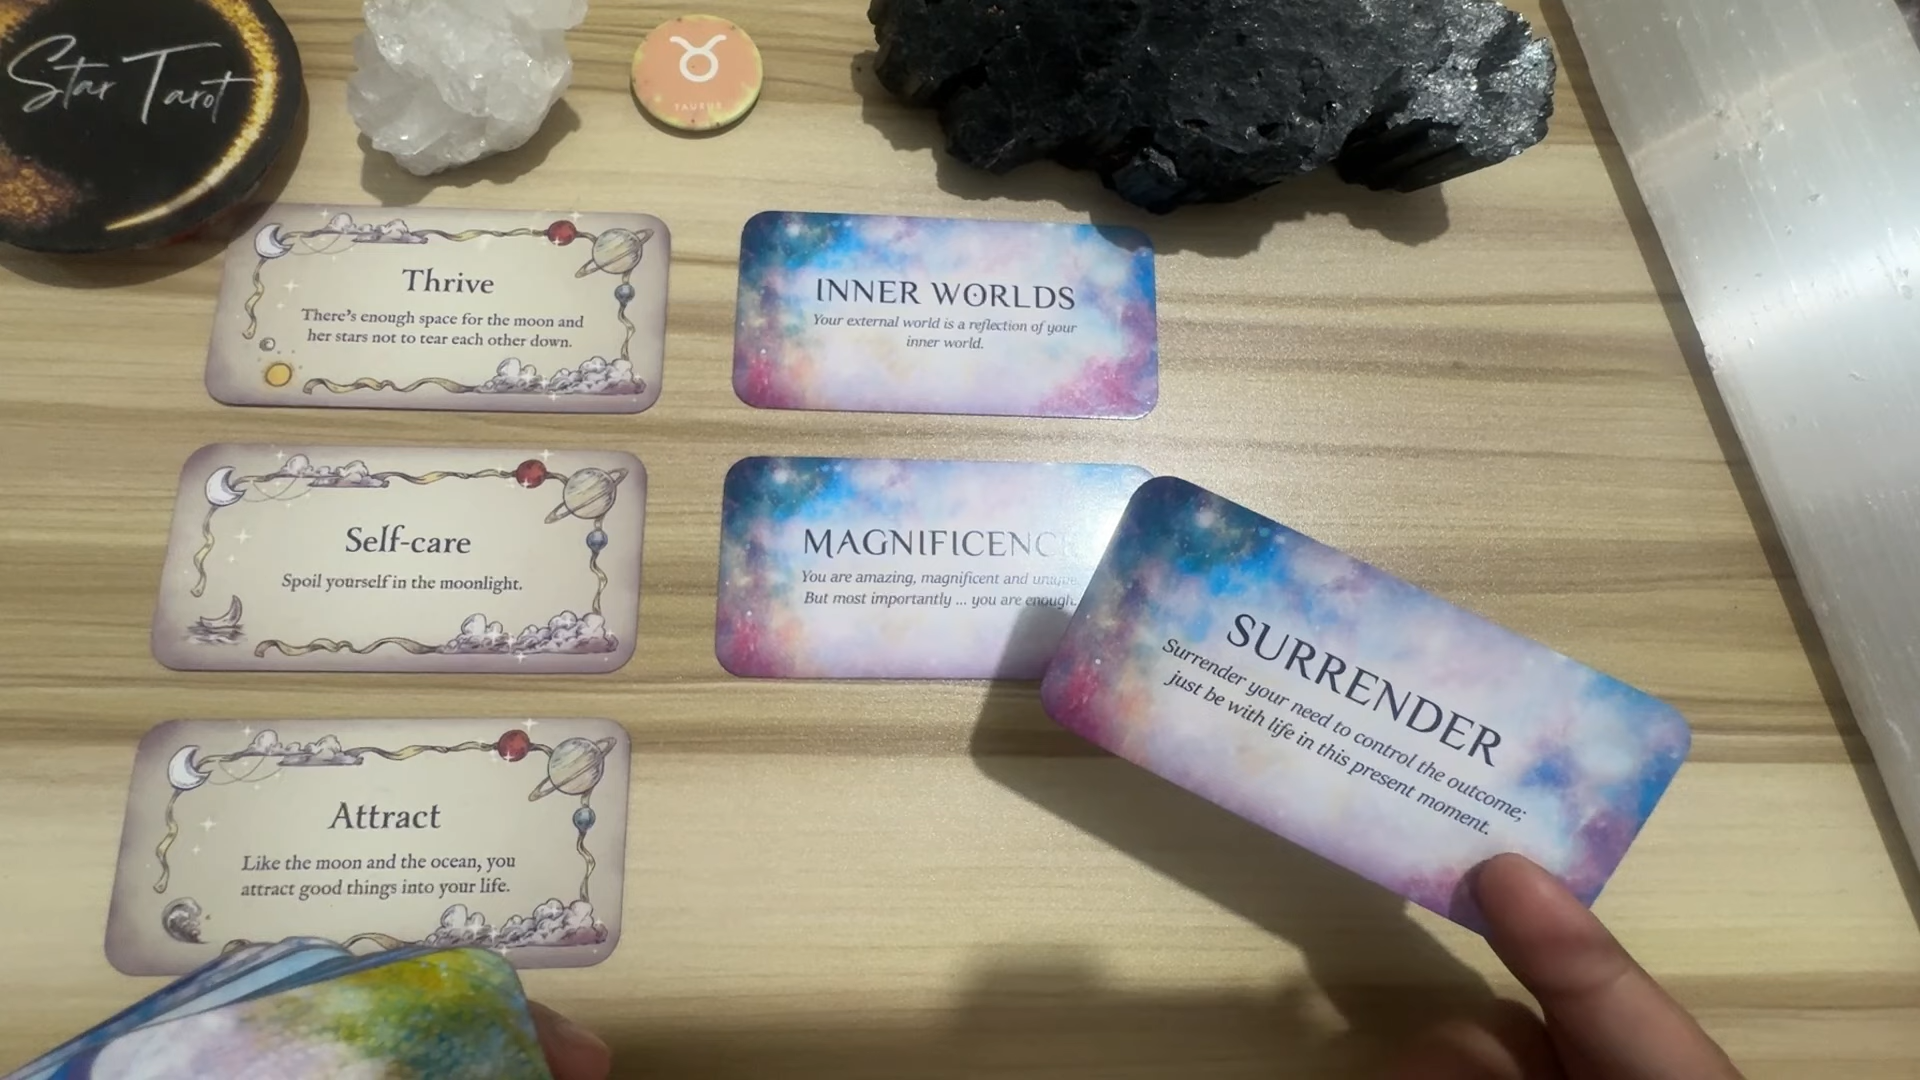 Star Tarot
TAURUS
Thrive
There's enough space for the moon and
her stars not to tear each other down.
INNER WORLDS
Your external world is a reflection of your
inner world.
Self-care
Spoil yourself in the moonlight.
MAGNIFICENCE
You are amazing, magnificent and unique.
But most importantly ... you are enough.
SURRENDER
Surrender your need to control the outcome;
just be with life in this present moment.
Attract
Like the moon and the ocean, you
attract good things into your life.